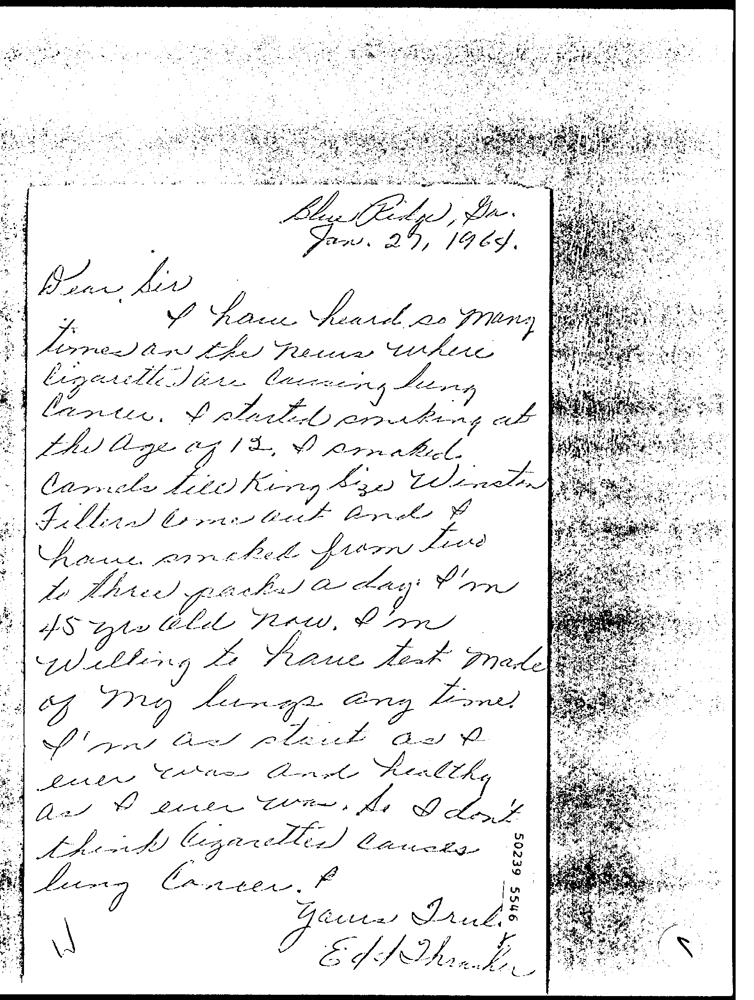 Blue Ridge, Ga.
Jan. 27, 1964.
Dear Sir
I have heard so many
times on the news where
Cigarettes are causing lung
Cancer. I started smoking at
the age of 12. I smoked
Camels till King Size Winston
Filters come out and I
have smoked from two
to three packs a day. I'm
45 yrs old now. I'm
Willing to have test made
of my lungs any time.
I'm as stout as I
ever was and healthy
as I ever was. So I don't
think Cigarettes causes
lung Cancer.
Yours Truly
Edd Thrasher
50239 5546